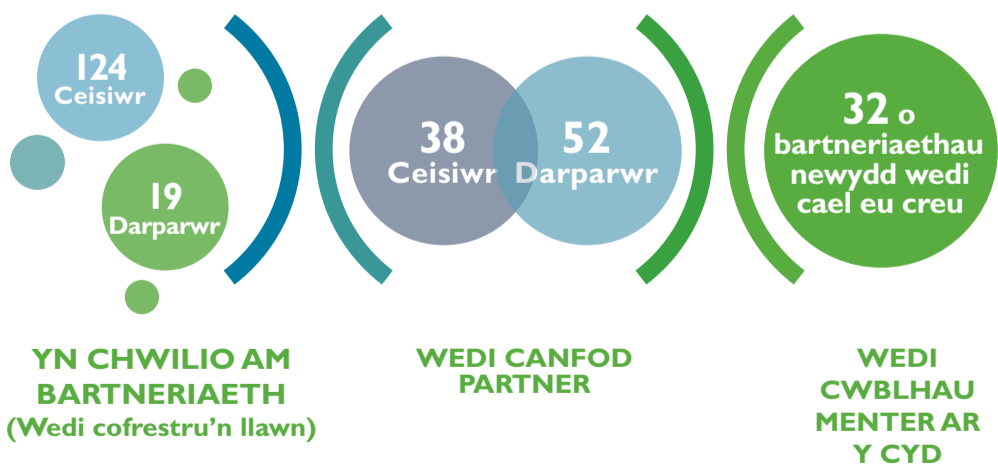 124
Ceisiwr
19
Darparwr
38
Ceisiwr
52
Darparwr
32 o
bartneriaethau
newydd wedi
cael eu creu
YN CHWILIO AM
BARTNERIAETH
(Wedi cofrestru'n llawn)
WEDI CANFOD
PARTNER
WEDI
CWBLHAU
MENTER AR
Y CYD